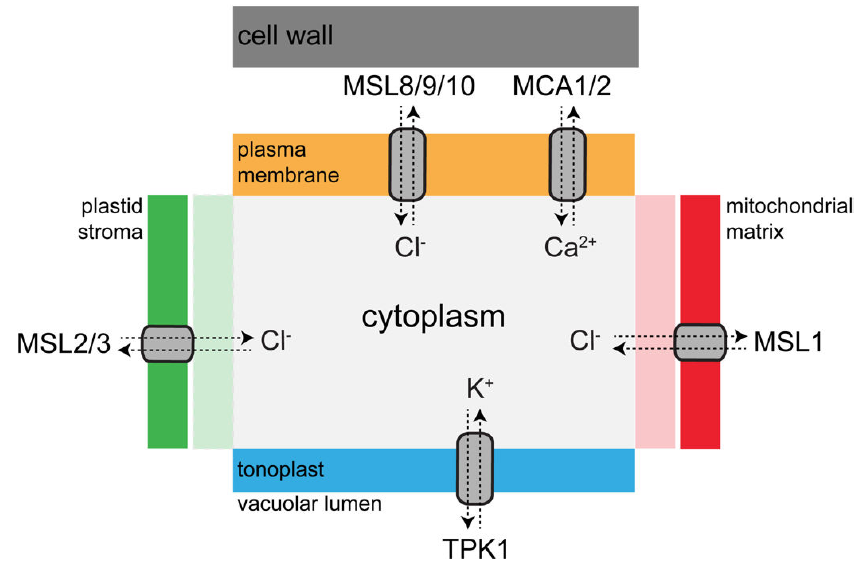 cell wall
MSL8/9/10
MCA1/2
plasma
membrane
plastid
stroma
mitochondrial
matrix
Cl⁻
Ca²⁺
cytoplasm
MSL2/3
Cl⁻
Cl⁻
MSL1
K⁺
tonoplast
vacuolar lumen
TPK1